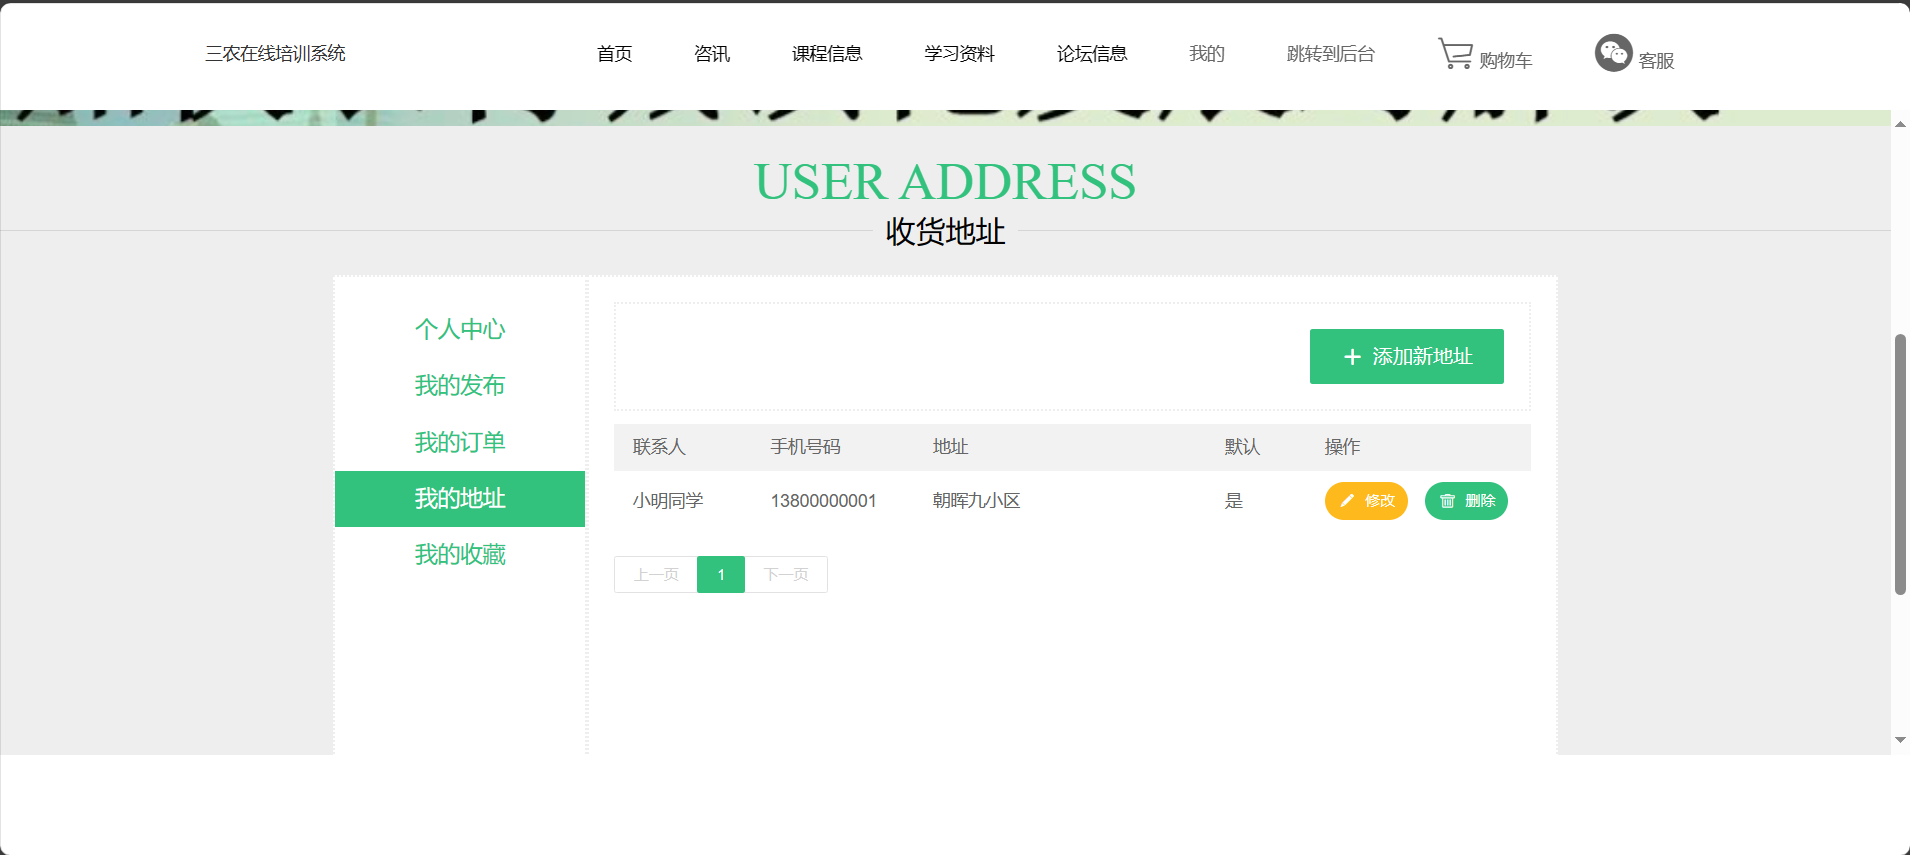 三农在线培训系统 首页 咨讯 课程信息 学习资料 论坛信息 我的 跳转到后台 购物车 客服
USER ADDRESS
收货地址
个人中心
我的发布
我的订单
我的地址
我的收藏
添加新地址
联系人 手机号码 地址 默认 操作
小明同学 13800000001 朝晖九小区 是 修改 删除
上一页 1 下一页